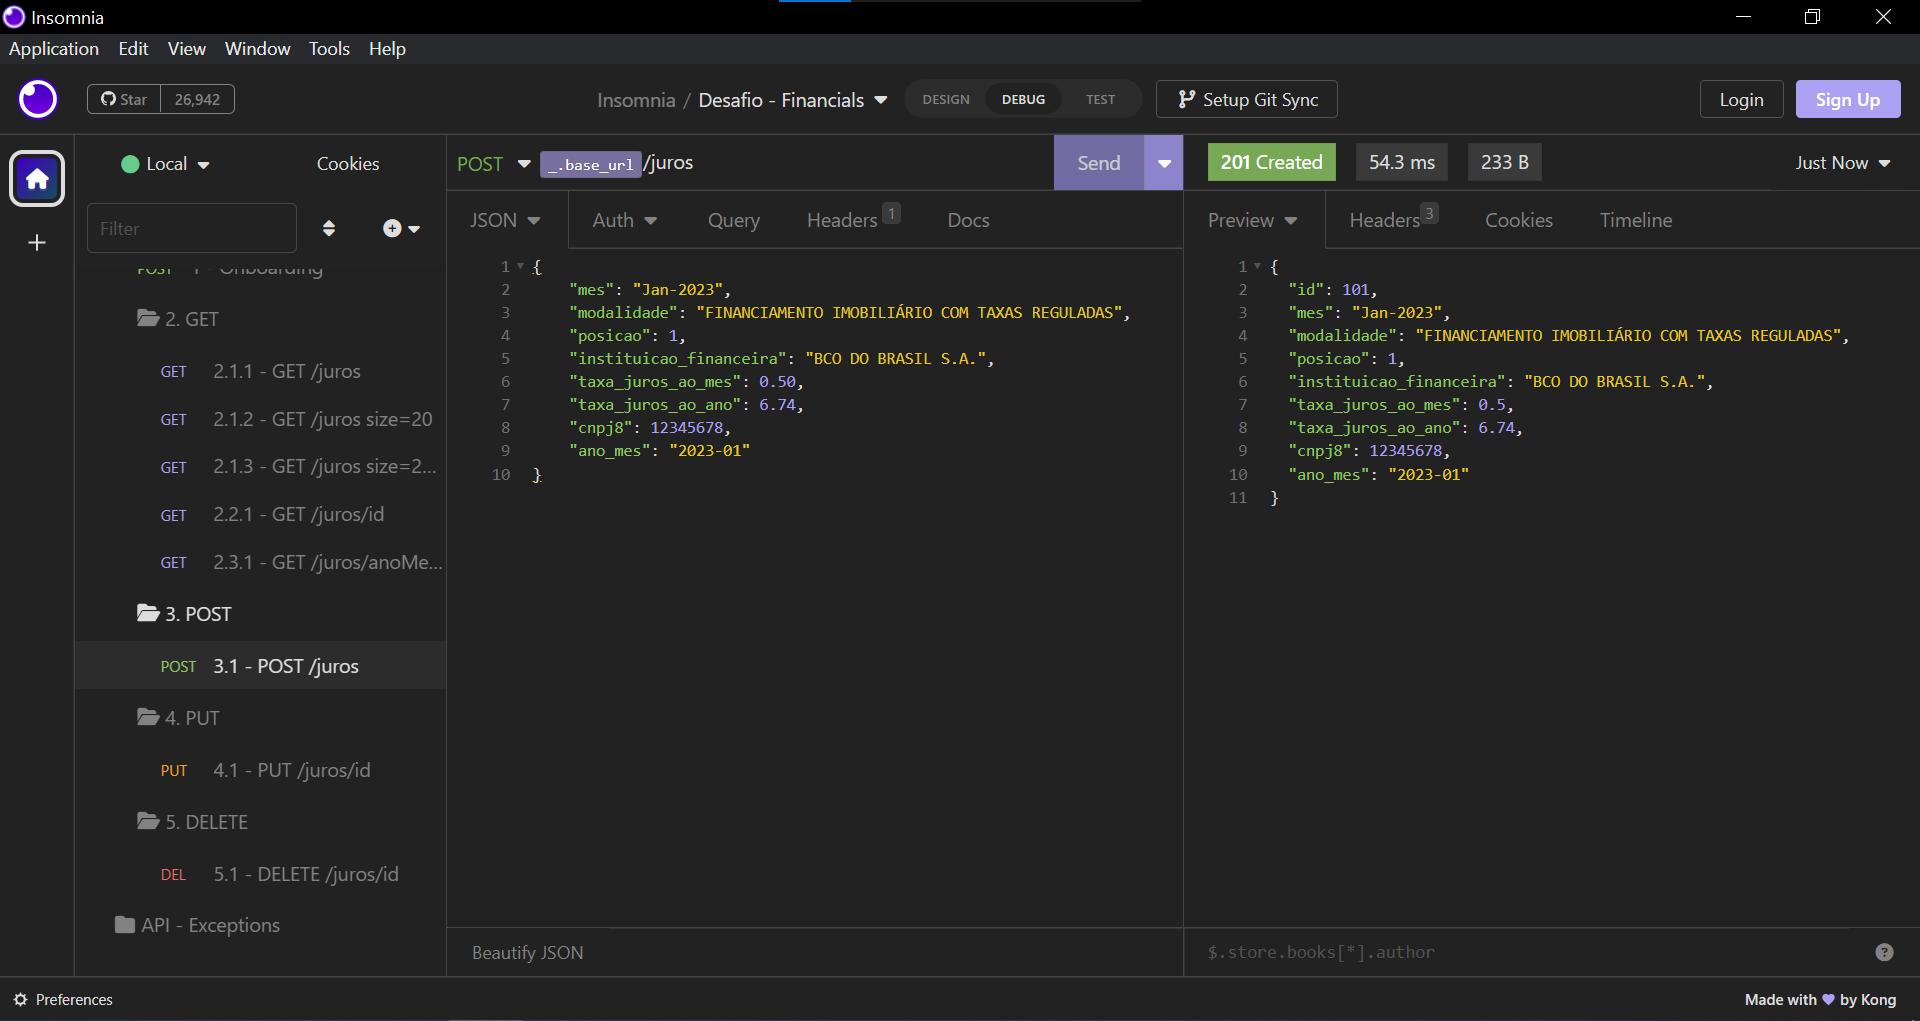 Insomnia
Application Edit View Window Tools Help
Star 26,942
Insomnia / Desafio - Financials
DESIGN DEBUG TEST
Setup Git Sync
Login
Sign Up
Local
Cookies
Filter
POST 1 - Onboarding
2. GET
GET 2.1.1 - GET /juros
GET 2.1.2 - GET /juros size=20
GET 2.1.3 - GET /juros size=2...
GET 2.2.1 - GET /juros/id
GET 2.3.1 - GET /juros/anoMe...
3. POST
POST 3.1 - POST /juros
4. PUT
PUT 4.1 - PUT /juros/id
5. DELETE
DEL 5.1 - DELETE /juros/id
API - Exceptions
POST _.base_url /juros
Send
JSON Auth Query Headers 1 Docs
1 {
2 "mes": "Jan-2023",
3 "modalidade": "FINANCIAMENTO IMOBILIÁRIO COM TAXAS REGULADAS",
4 "posicao": 1,
5 "instituicao_financeira": "BCO DO BRASIL S.A.",
6 "taxa_juros_ao_mes": 0.50,
7 "taxa_juros_ao_ano": 6.74,
8 "cnpj8": 12345678,
9 "ano_mes": "2023-01"
10 }
Beautify JSON
201 Created 54.3 ms 233 B
Just Now
Preview Headers 3 Cookies Timeline
1 {
2 "id": 101,
3 "mes": "Jan-2023",
4 "modalidade": "FINANCIAMENTO IMOBILIÁRIO COM TAXAS REGULADAS",
5 "posicao": 1,
6 "instituicao_financeira": "BCO DO BRASIL S.A.",
7 "taxa_juros_ao_mes": 0.5,
8 "taxa_juros_ao_ano": 6.74,
9 "cnpj8": 12345678,
10 "ano_mes": "2023-01"
11 }
$.store.books[*].author
?
Preferences
Made with 💜 by Kong